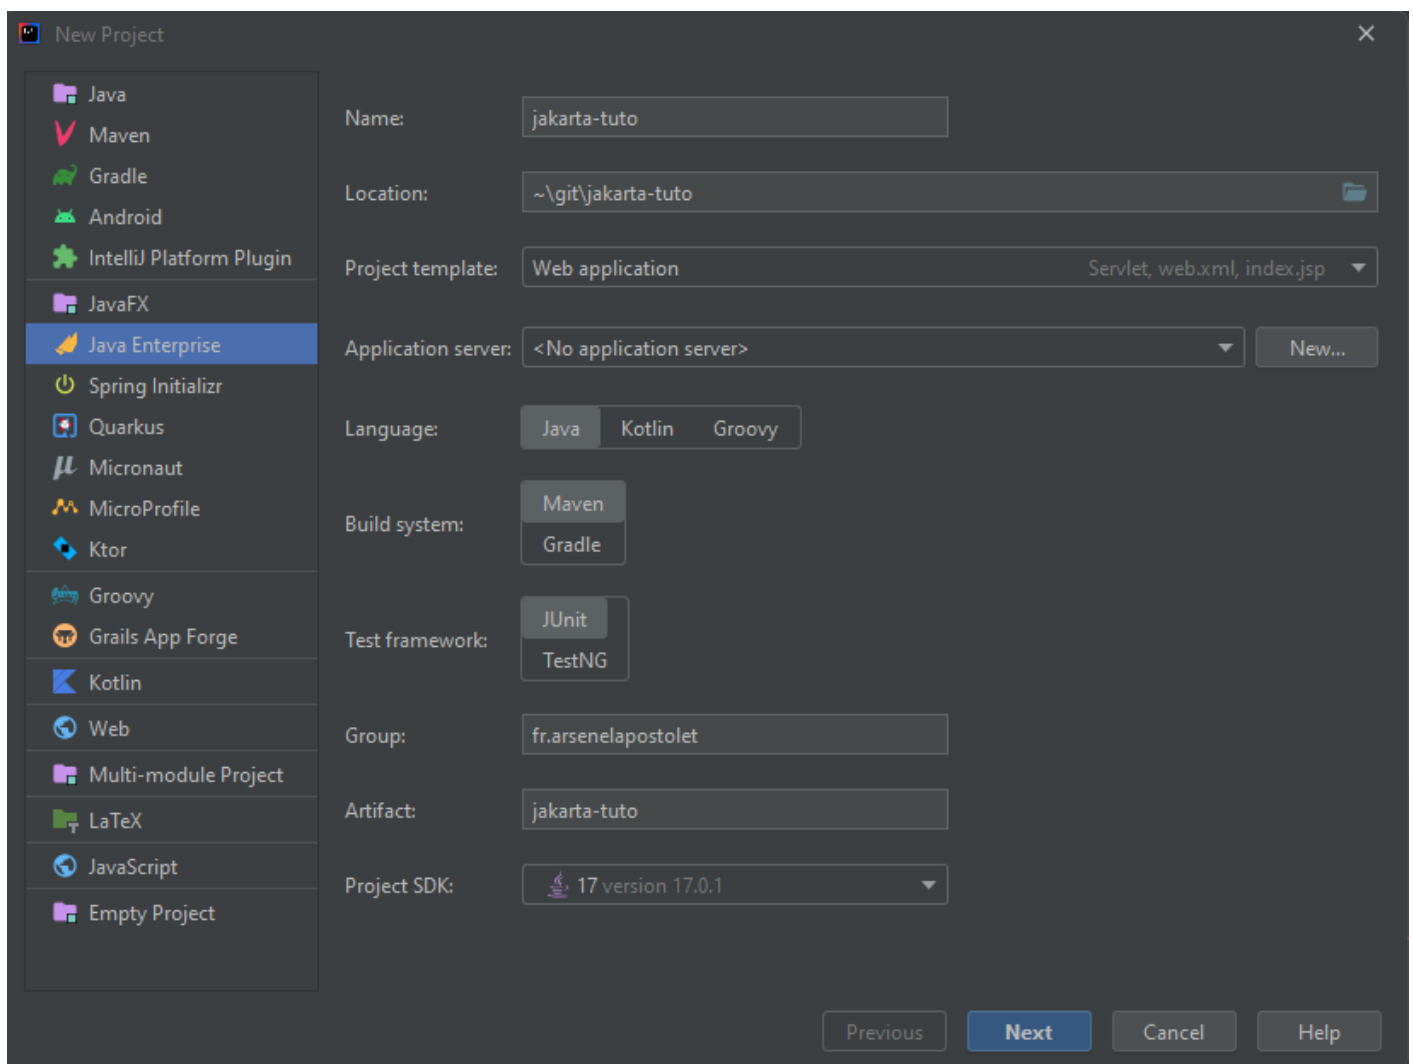 New Project
Java
Maven
Gradle
Android
IntelliJ Platform Plugin
JavaFX
Java Enterprise
Spring Initializr
Quarkus
Micronaut
MicroProfile
Ktor
Groovy
Grails App Forge
Kotlin
Web
Multi-module Project
LaTeX
JavaScript
Empty Project
Name: jakarta-tuto
Location: ~\git\jakarta-tuto
Project template: Web application Servlet, web.xml, index.jsp
Application server: <No application server> New...
Language: Java Kotlin Groovy
Build system: Maven
Gradle
Test framework: JUnit
TestNG
Group: fr.arsenelapostolet
Artifact: jakarta-tuto
Project SDK: 17 version 17.0.1
Previous Next Cancel Help